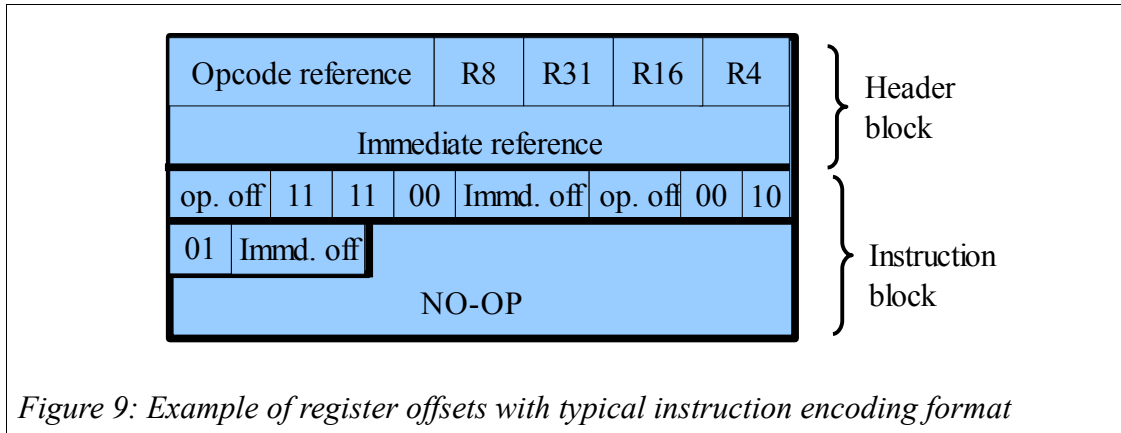 Opcode reference R8 R31 R16 R4
Header
block
Immediate reference
op. off 11 11 00 Immd. off op. off 00 10
01 Immd. off
Instruction
block
NO-OP
Figure 9: Example of register offsets with typical instruction encoding format